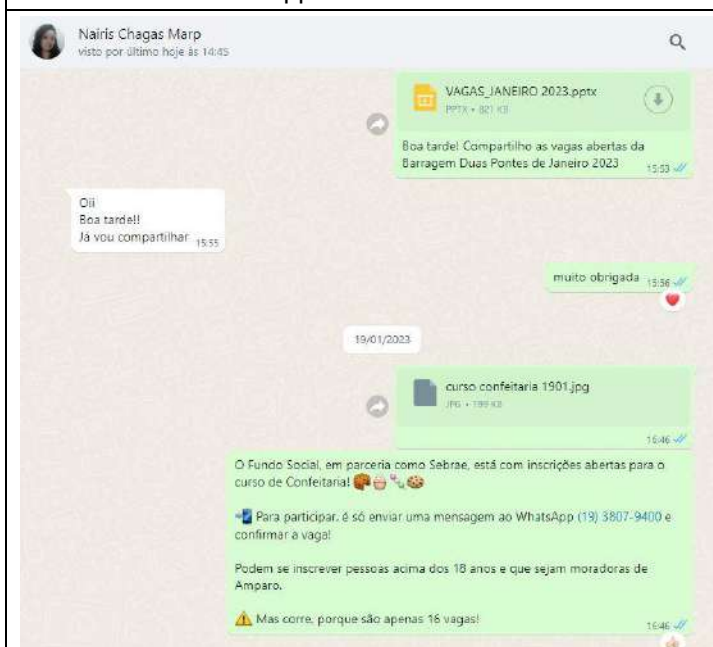 Nairis Chagas Marp
visto por último hoje às 14:45
VAGAS_JANEIRO 2023.pptx
PPTX • 821 KB
Boa tarde! Compartilho as vagas abertas da
Barragem Duas Pontes de Janeiro 2023
15:53
Oii
Boa tarde!!
Já vou compartilhar 15:55
muito obrigada 15:56
19/01/2023
curso confeitaria 1901.jpg
JPG • 199 KB
16:46
O Fundo Social, em parceria como Sebrae, está com inscrições abertas para o
curso de Confeitaria!
Para participar, é só enviar uma mensagem ao WhatsApp (19) 3807-9400 e
confirmar a vaga!
Podem se inscrever pessoas acima dos 18 anos e que sejam moradoras de
Amparo.
Mas corre, porque são apenas 16 vagas!
16:46